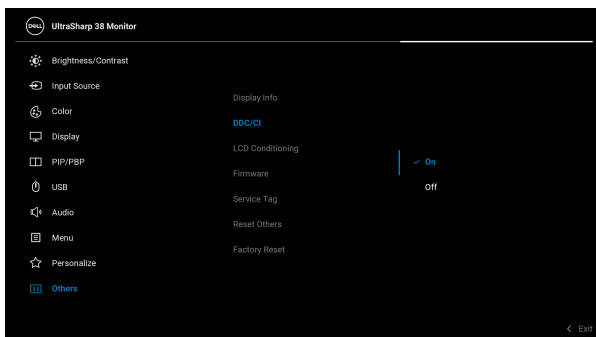 DELL UltraSharp 38 Monitor
Brightness/Contrast
Input Source
Color
Display
PIP/PBP
USB
Audio
Menu
Personalize
Others
Display Info
DDC/CI
LCD Conditioning
Firmware
Service Tag
Reset Others
Factory Reset
On
Off
Exit